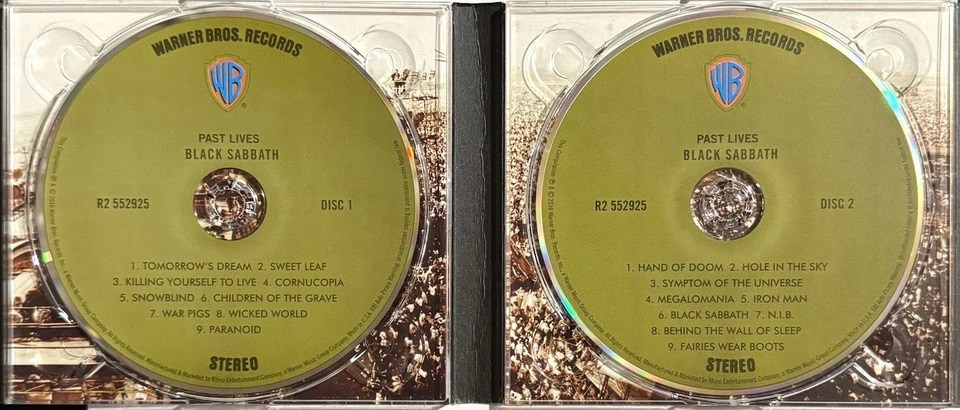 WARNER BROS. RECORDS
WB
®
PAST LIVES
BLACK SABBATH
R2 552925
DISC 1
1. TOMORROW'S DREAM 2. SWEET LEAF
3. KILLING YOURSELF TO LIVE 4. CORNUCOPIA
5. SNOWBLIND 6. CHILDREN OF THE GRAVE
7. WAR PIGS 8. WICKED WORLD
9. PARANOID
STEREO
WARNER BROS. RECORDS
WB
®
PAST LIVES
BLACK SABBATH
R2 552925
DISC 2
1. HAND OF DOOM 2. HOLE IN THE SKY
3. SYMPTOM OF THE UNIVERSE
4. MEGALOMANIA 5. IRON MAN
6. BLACK SABBATH 7. N.I.B.
8. BEHIND THE WALL OF SLEEP
9. FAIRIES WEAR BOOTS
STEREO